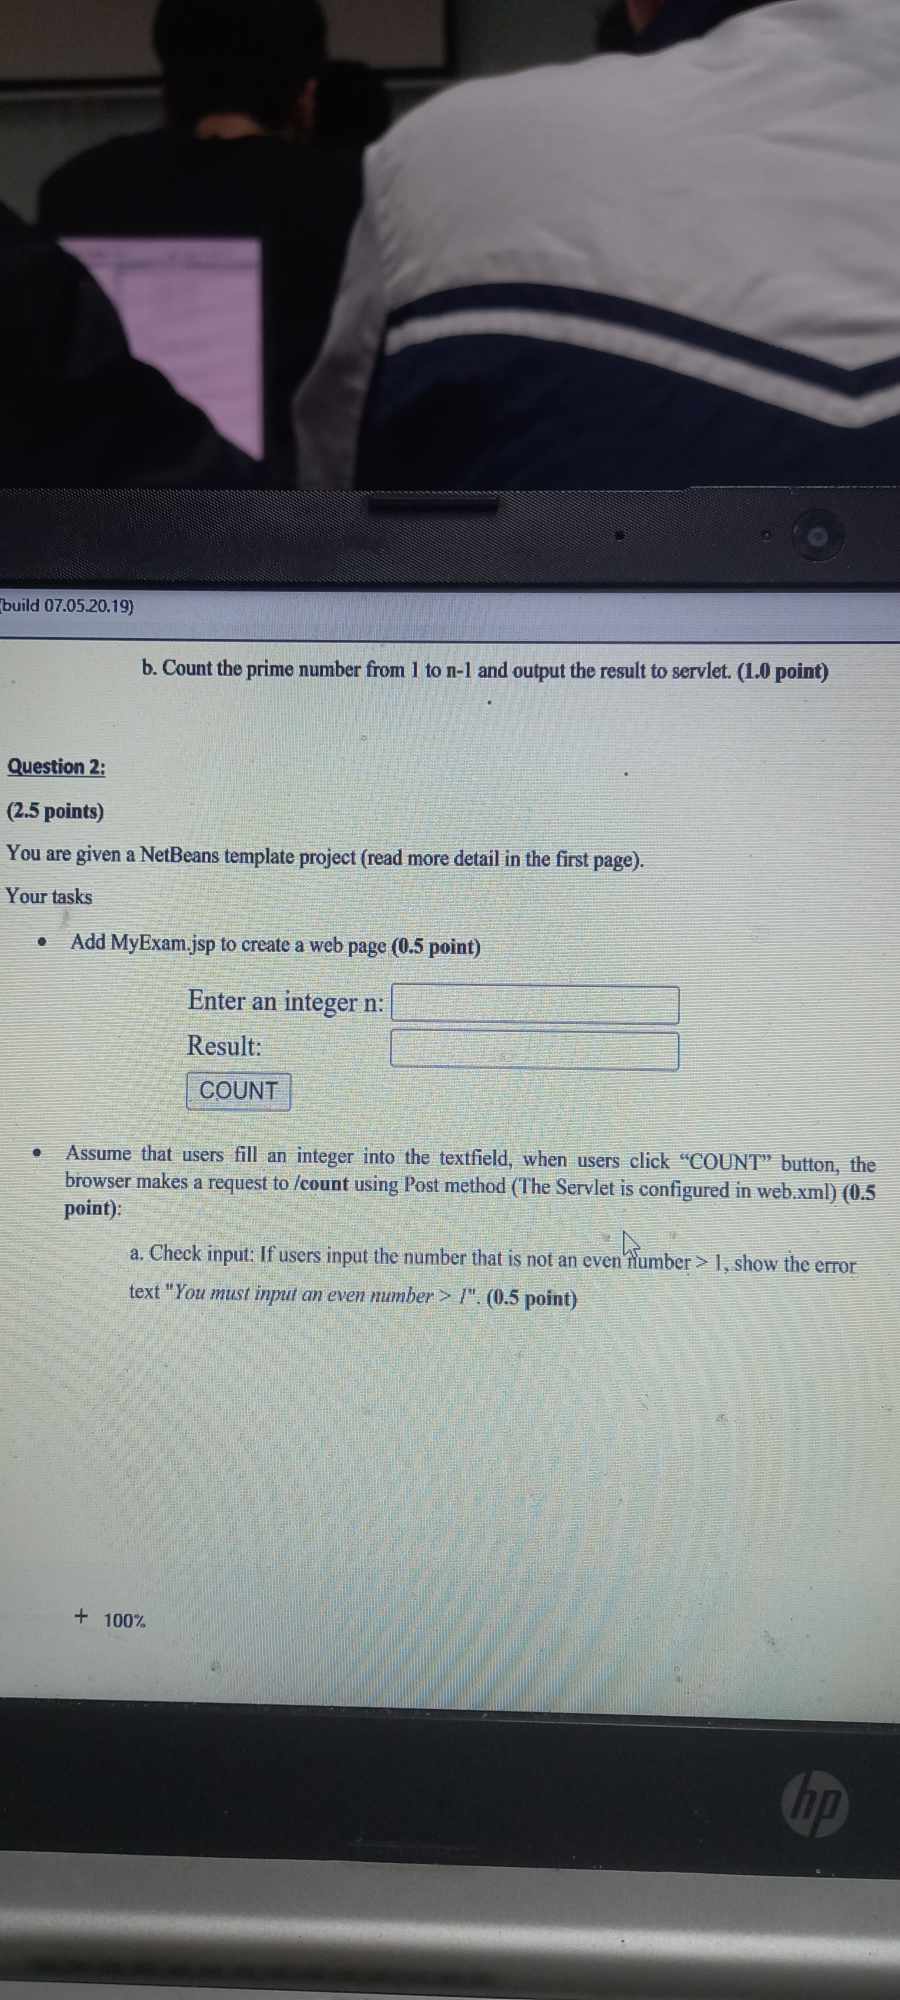 (build 07.05.20.19)
b. Count the prime number from 1 to n-1 and output the result to servlet. (1.0 point)
Question 2:
(2.5 points)
You are given a NetBeans template project (read more detail in the first page).
Your tasks
• Add MyExam.jsp to create a web page (0.5 point)
Enter an integer n:
Result:
COUNT
• Assume that users fill an integer into the textfield, when users click “COUNT” button, the
browser makes a request to /count using Post method (The Servlet is configured in web.xml) (0.5
point):
a. Check input: If users input the number that is not an even number > 1, show the error
text "You must input an even number > 1". (0.5 point)
+ 100%
hp